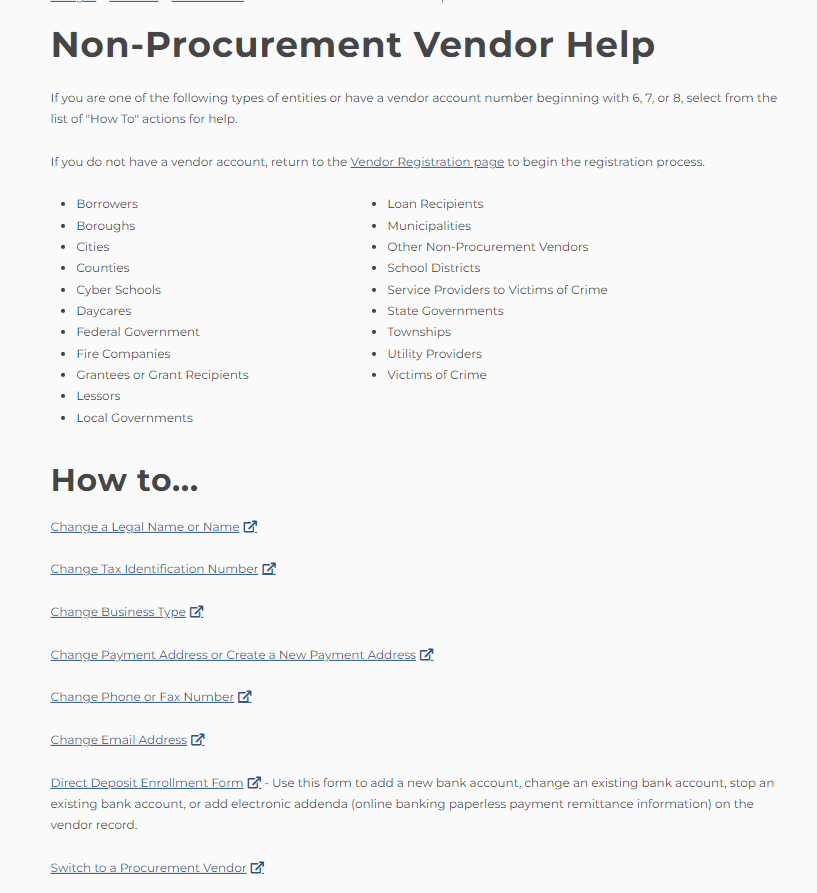 Non-Procurement Vendor Help
If you are one of the following types of entities or have a vendor account number beginning with 6, 7, or 8, select from the
list of "How To" actions for help.
If you do not have a vendor account, return to the Vendor Registration page to begin the registration process.
Borrowers
Boroughs
Cities
Counties
Cyber Schools
Daycares
Federal Government
Fire Companies
Grantees or Grant Recipients
Lessors
Local Governments
Loan Recipients
Municipalities
Other Non-Procurement Vendors
School Districts
Service Providers to Victims of Crime
State Governments
Townships
Utility Providers
Victims of Crime
How to...
Change a Legal Name or Name
Change Tax Identification Number
Change Business Type
Change Payment Address or Create a New Payment Address
Change Phone or Fax Number
Change Email Address
Direct Deposit Enrollment Form - Use this form to add a new bank account, change an existing bank account, stop an
existing bank account, or add electronic addenda (online banking paperless payment remittance information) on the
vendor record.
Switch to a Procurement Vendor